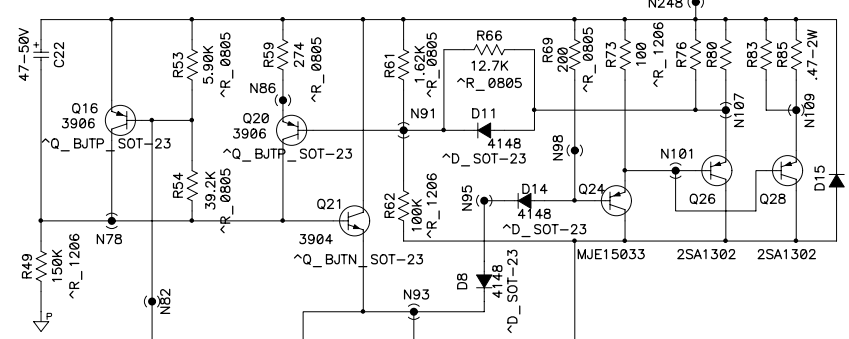 N248
47-50V
C22
R53
5.90K
^R_0805
R59
274
^R_0805
R61
1.62K
^R_0805
R66
12.7K
^R_0805
R69
200
^R_0805
R73
100
^R_1206
R76
R80
R83
R85
.47-2W
N86
N91
N107
N109
Q16
3906
^Q_BJTP_SOT-23
Q20
3906
^Q_BJTP_SOT-23
D11
4148
^D_SOT-23
N98
N101
R54
39.2K
^R_0805
R62
100K
^R_1206
N95
D14
4148
^D_SOT-23
Q24
Q26
Q28
D15
Q21
3904
^Q_BJTN_SOT-23
N78
MJE15033
2SA1302
2SA1302
R49
150K
^R_1206
P
N82
D8
4148
^D_SOT-23
N93